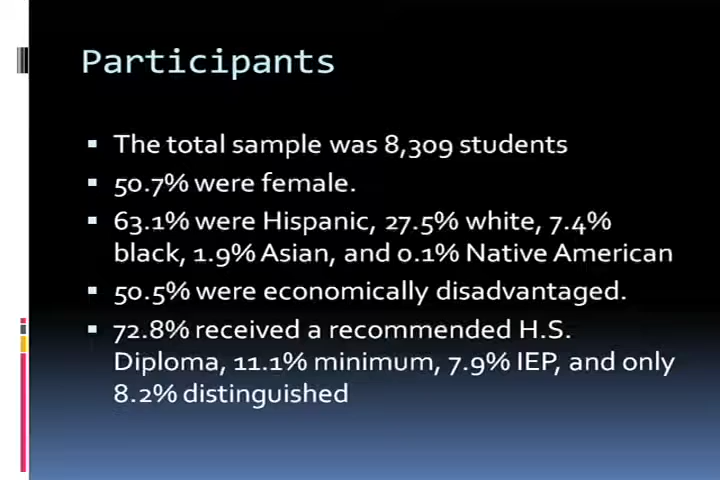 Participants
The total sample was 8,309 students
50.7% were female.
63.1% were Hispanic, 27.5% white, 7.4%
black, 1.9% Asian, and 0.1% Native American
50.5% were economically disadvantaged.
72.8% received a recommended H.S.
Diploma, 11.1% minimum, 7.9% IEP, and only
8.2% distinguished